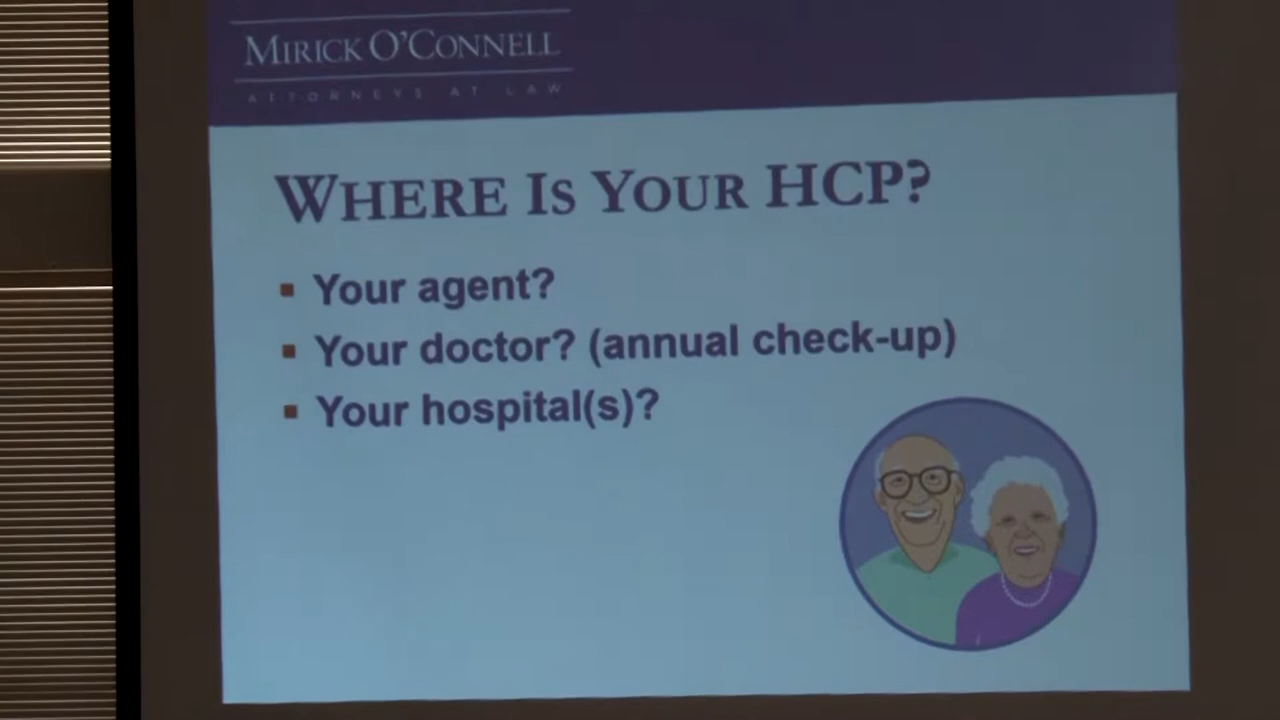 MIRICK O'CONNELL
ATTORNEYS AT LAW
WHERE IS YOUR HCP?
Your agent?
Your doctor? (annual check-up)
Your hospital(s)?